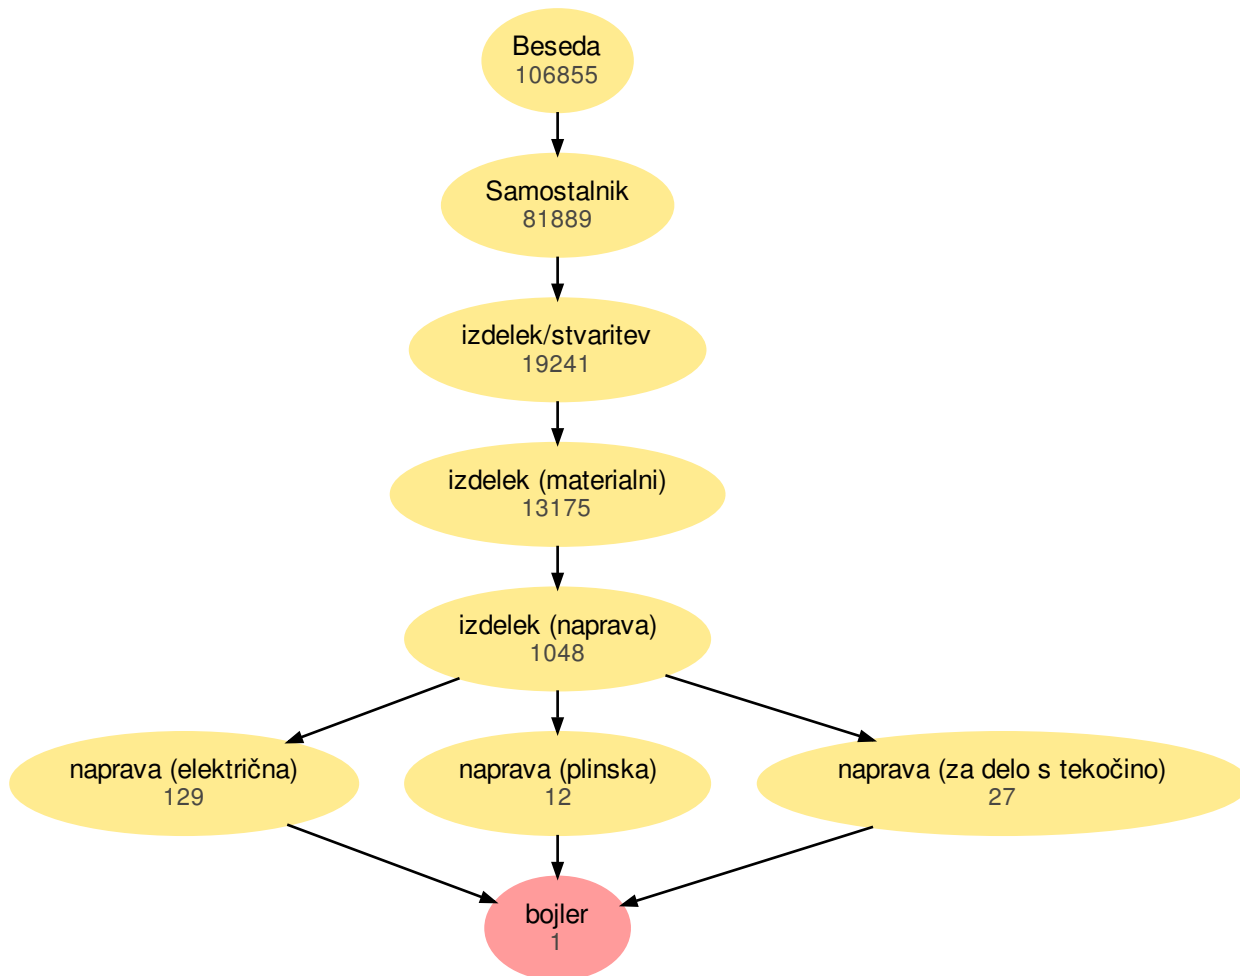 Beseda
106855
Samostalnik
81889
izdelek/stvaritev
19241
izdelek (materialni)
13175
izdelek (naprava)
1048
naprava (električna)
129
naprava (plinska)
12
naprava (za delo s tekočino)
27
bojler
1